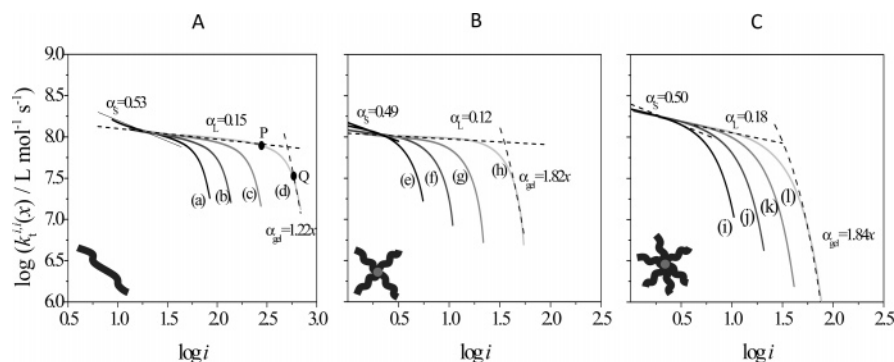 A B C
log (k_t^{i,i}(x) / L mol⁻¹ s⁻¹)
9.0
8.5
8.0
7.5
7.0
6.5
6.0
α_S=0.53
α_L=0.15
P
Q
(a) (b) (c) (d)
α_gel=1.22x
0.5 1.0 1.5 2.0 2.5 3.0
log i
α_S=0.49
α_L=0.12
(e) (f) (g) (h)
α_gel=1.82x
0.5 1.0 1.5 2.0 2.5
log i
α_S=0.50
α_L=0.18
(i) (j) (k) (l)
α_gel=1.84x
0.5 1.0 1.5 2.0 2.5
log i